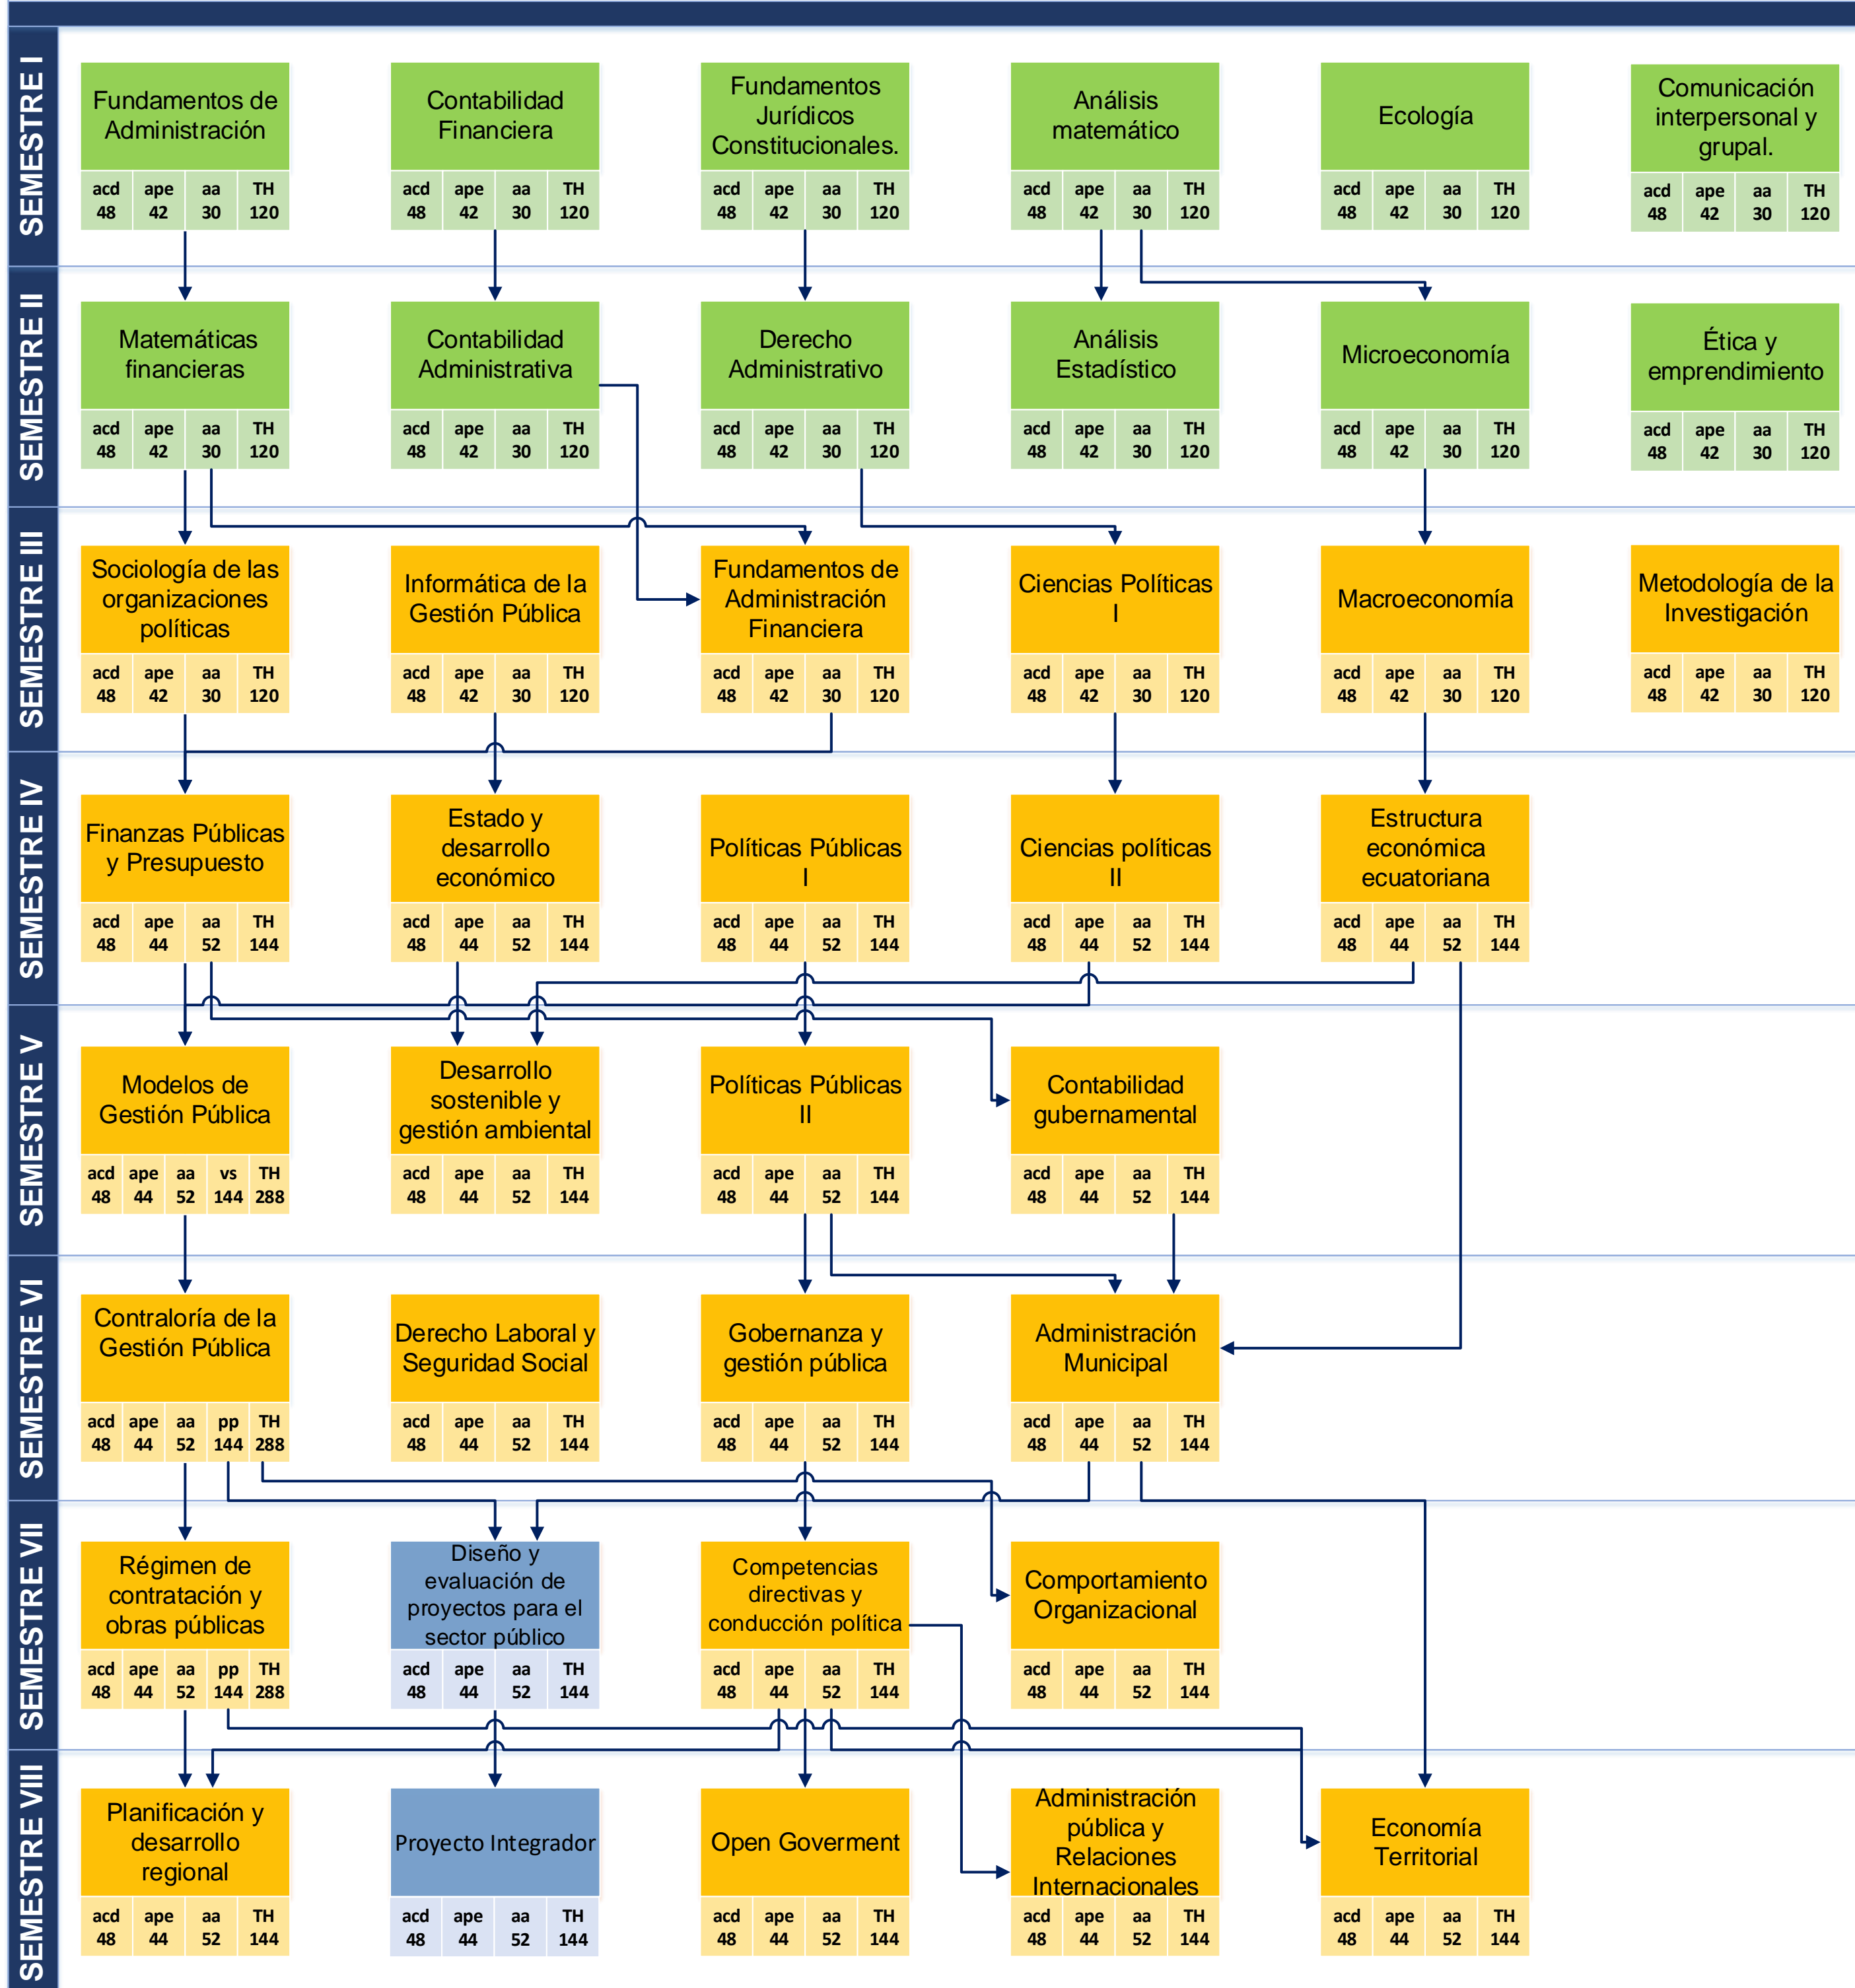 SEMESTRE I
Fundamentos de
Administración
acd ape aa TH
48 42 30 120
Contabilidad
Financiera
acd ape aa TH
48 42 30 120
Fundamentos
Jurídicos
Constitucionales.
acd ape aa TH
48 42 30 120
Análisis
matemático
acd ape aa TH
48 42 30 120
Ecología
acd ape aa TH
48 42 30 120
Comunicación
interpersonal y
grupal.
acd ape aa TH
48 42 30 120
SEMESTRE II
Matemáticas
financieras
acd ape aa TH
48 42 30 120
Contabilidad
Administrativa
acd ape aa TH
48 42 30 120
Derecho
Administrativo
acd ape aa TH
48 42 30 120
Análisis
Estadístico
acd ape aa TH
48 42 30 120
Microeconomía
acd ape aa TH
48 42 30 120
Ética y
emprendimiento
acd ape aa TH
48 42 30 120
SEMESTRE III
Sociología de las
organizaciones
políticas
acd ape aa TH
48 42 30 120
Informática de la
Gestión Pública
acd ape aa TH
48 42 30 120
Fundamentos de
Administración
Financiera
acd ape aa TH
48 42 30 120
Ciencias Políticas
I
acd ape aa TH
48 42 30 120
Macroeconomía
acd ape aa TH
48 42 30 120
Metodología de la
Investigación
acd ape aa TH
48 42 30 120
SEMESTRE IV
Finanzas Públicas
y Presupuesto
acd ape aa TH
48 44 52 144
Estado y
desarrollo
económico
acd ape aa TH
48 44 52 144
Políticas Públicas
I
acd ape aa TH
48 44 52 144
Ciencias políticas
II
acd ape aa TH
48 44 52 144
Estructura
económica
ecuatoriana
acd ape aa TH
48 44 52 144
SEMESTRE V
Modelos de
Gestión Pública
acd ape aa vs TH
48 44 52 144 288
Desarrollo
sostenible y
gestión ambiental
acd ape aa TH
48 44 52 144
Políticas Públicas
II
acd ape aa TH
48 44 52 144
Contabilidad
gubernamental
acd ape aa TH
48 44 52 144
SEMESTRE VI
Contraloría de la
Gestión Pública
acd ape aa pp TH
48 44 52 144 288
Derecho Laboral y
Seguridad Social
acd ape aa TH
48 44 52 144
Gobernanza y
gestión pública
acd ape aa TH
48 44 52 144
Administración
Municipal
acd ape aa TH
48 44 52 144
SEMESTRE VII
Régimen de
contratación y
obras públicas
acd ape aa pp TH
48 44 52 144 288
Diseño y
evaluación de
proyectos para el
sector público
acd ape aa TH
48 44 52 144
Competencias
directivas y
conducción política
acd ape aa TH
48 44 52 144
Comportamiento
Organizacional
acd ape aa TH
48 44 52 144
SEMESTRE VIII
Planificación y
desarrollo
regional
acd ape aa TH
48 44 52 144
Proyecto Integrador
acd ape aa TH
48 44 52 144
Open Goverment
acd ape aa TH
48 44 52 144
Administración
pública y
Relaciones
Internacionales
acd ape aa TH
48 44 52 144
Economía
Territorial
acd ape aa TH
48 44 52 144